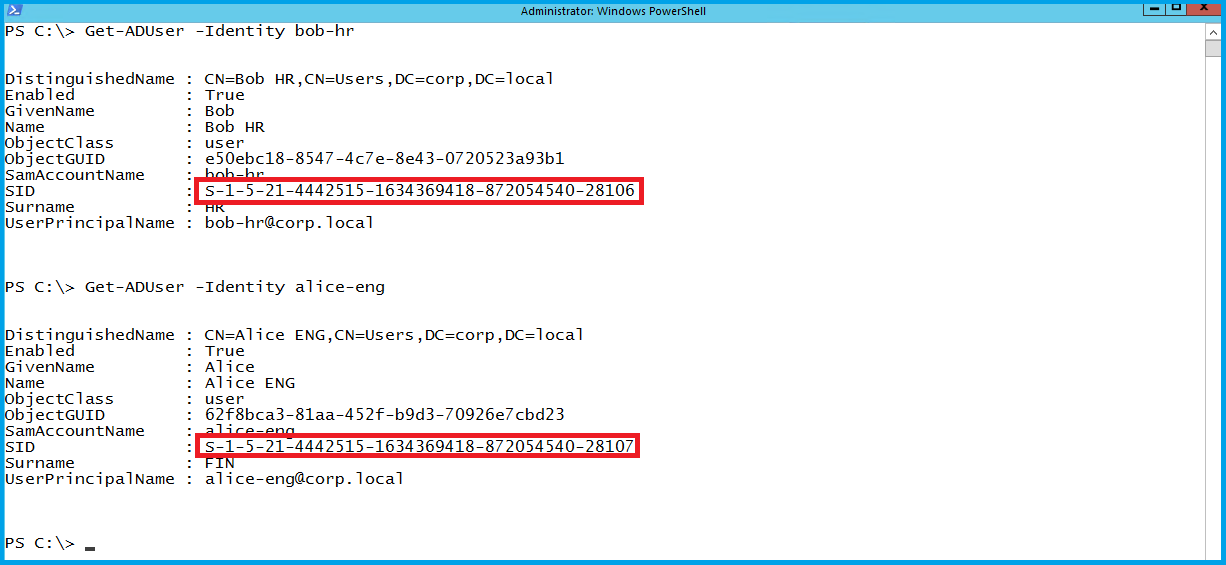 Administrator: Windows PowerShell
PS C:\> Get-ADUser -Identity bob-hr
DistinguishedName : CN=Bob HR,CN=Users,DC=corp,DC=local
Enabled           : True
GivenName         : Bob
Name              : Bob HR
ObjectClass       : user
ObjectGUID        : e50ebc18-8547-4c7e-8e43-0720523a93b1
SamAccountName    : bob-hr
SID               : S-1-5-21-4442515-1634369418-872054540-28106
Surname           : HR
UserPrincipalName : bob-hr@corp.local
PS C:\> Get-ADUser -Identity alice-eng
DistinguishedName : CN=Alice ENG,CN=Users,DC=corp,DC=local
Enabled           : True
GivenName         : Alice
Name              : Alice ENG
ObjectClass       : user
ObjectGUID        : 62f8bca3-81aa-452f-b9d3-70926e7cbd23
SamAccountName    : alice-eng
SID               : S-1-5-21-4442515-1634369418-872054540-28107
Surname           : FIN
UserPrincipalName : alice-eng@corp.local
PS C:\> _